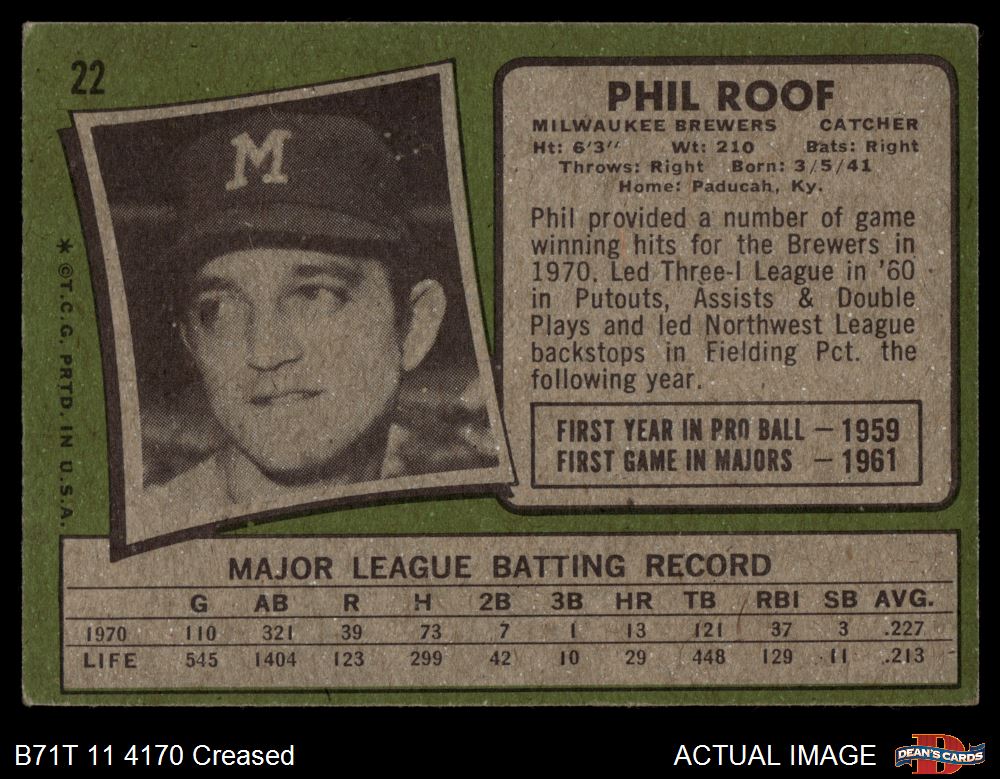 22
M
* ©T.C.G. PRTD. IN U.S.A.
PHIL ROOF
MILWAUKEE BREWERS CATCHER
Ht: 6'3" Wt: 210 Bats: Right
Throws: Right Born: 3/5/41
Home: Paducah, Ky.
Phil provided a number of game
winning hits for the Brewers in
1970. Led Three-I League in '60
in Putouts, Assists & Double
Plays and led Northwest League
backstops in Fielding Pct. the
following year.
FIRST YEAR IN PRO BALL – 1959
FIRST GAME IN MAJORS – 1961
MAJOR LEAGUE BATTING RECORD
G AB R H 2B 3B HR TB RBI SB AVG.
1970 110 321 39 73 7 1 13 121 37 3 .227
LIFE 545 1404 123 299 42 10 29 448 129 11 .213
B71T 11 4170 Creased
ACTUAL IMAGE
D
DEAN'S CARDS